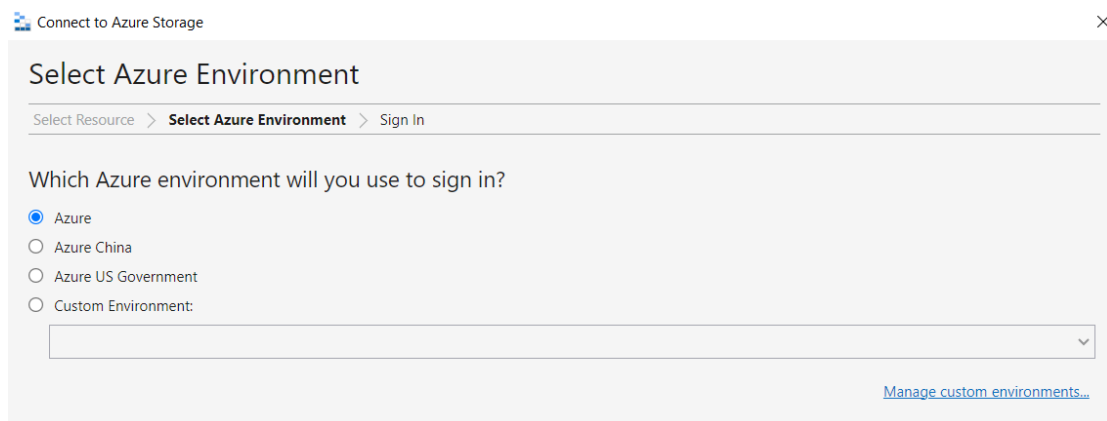 Connect to Azure Storage
Select Azure Environment
Select Resource > Select Azure Environment > Sign In
Which Azure environment will you use to sign in?
Azure
Azure China
Azure US Government
Custom Environment:
Manage custom environments...